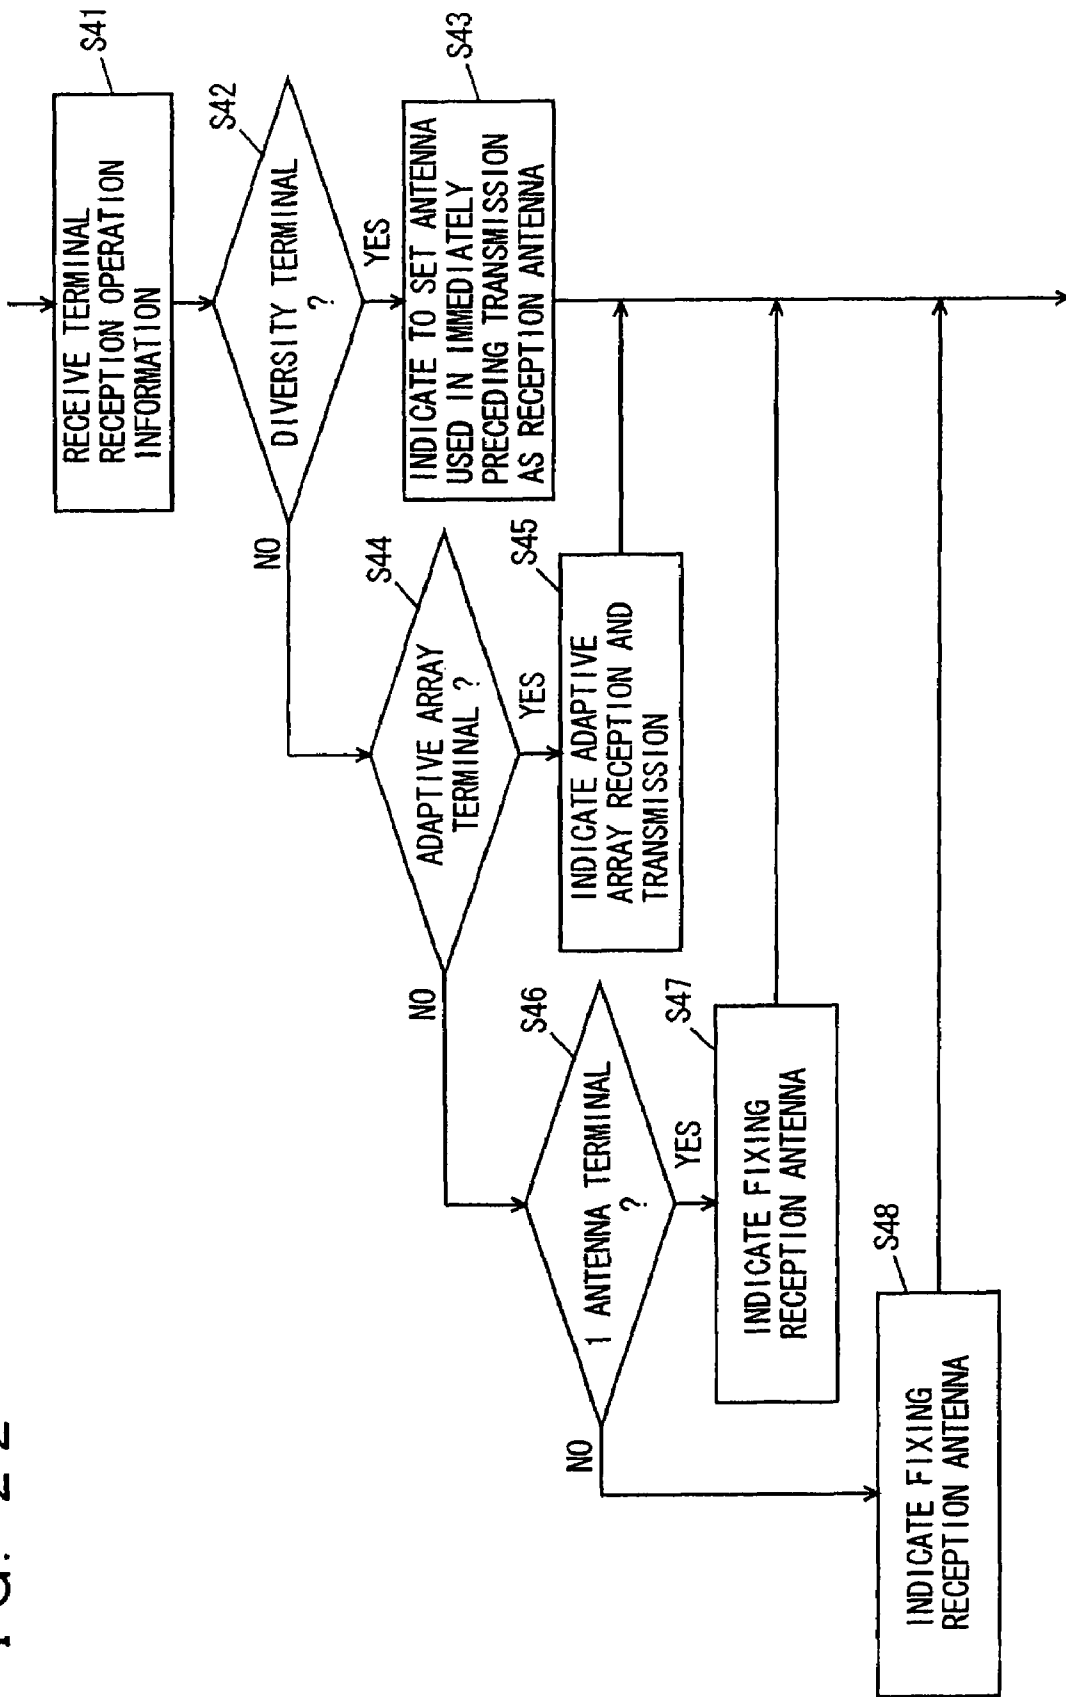 FIG. 22
RECEIVE TERMINAL
RECEPTION OPERATION
INFORMATION
S41
DIVERSITY TERMINAL
?
S42
YES
NO
INDICATE TO SET ANTENNA
USED IN IMMEDIATELY
PRECEDING TRANSMISSION
AS RECEPTION ANTENNA
S43
ADAPTIVE ARRAY
TERMINAL ?
S44
YES
NO
INDICATE ADAPTIVE
ARRAY RECEPTION AND
TRANSMISSION
S45
1 ANTENNA TERMINAL
?
S46
YES
NO
INDICATE FIXING
RECEPTION ANTENNA
S47
INDICATE FIXING
RECEPTION ANTENNA
S48